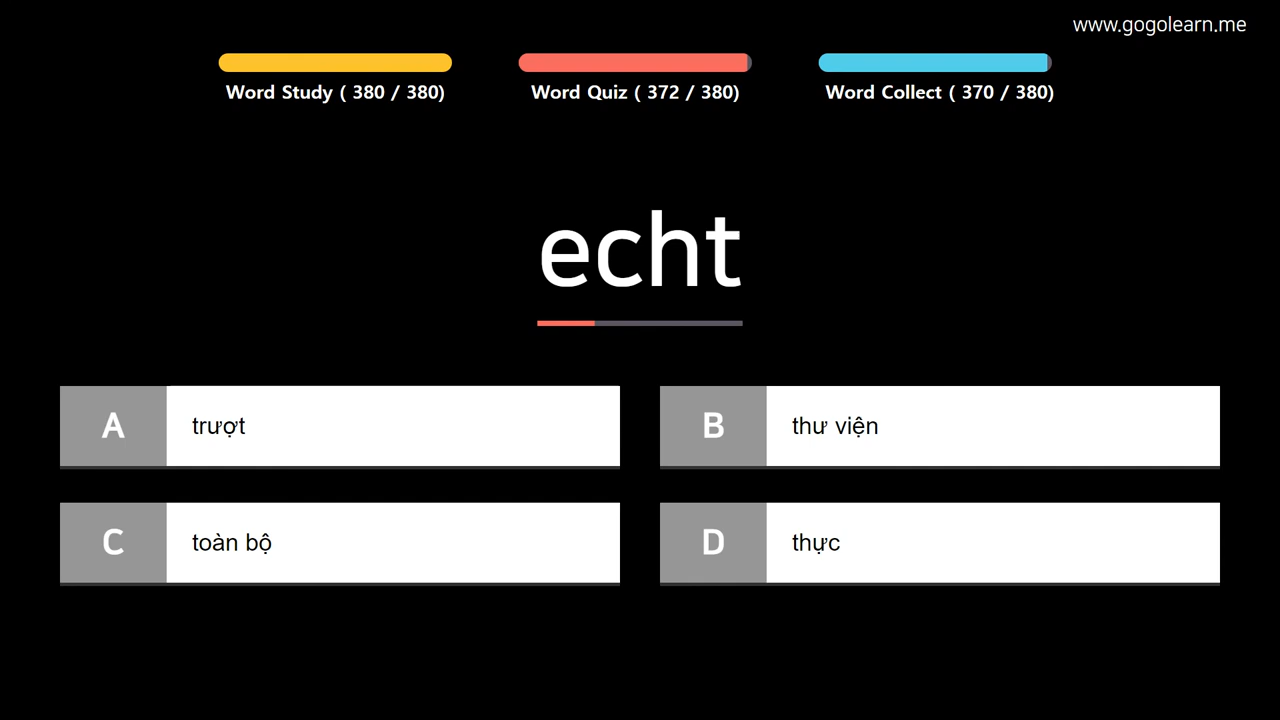 www.gogolearn.me
Word Study ( 380 / 380)
Word Quiz ( 372 / 380)
Word Collect ( 370 / 380)
echt
A
trượt
B
thư viện
C
toàn bộ
D
thực